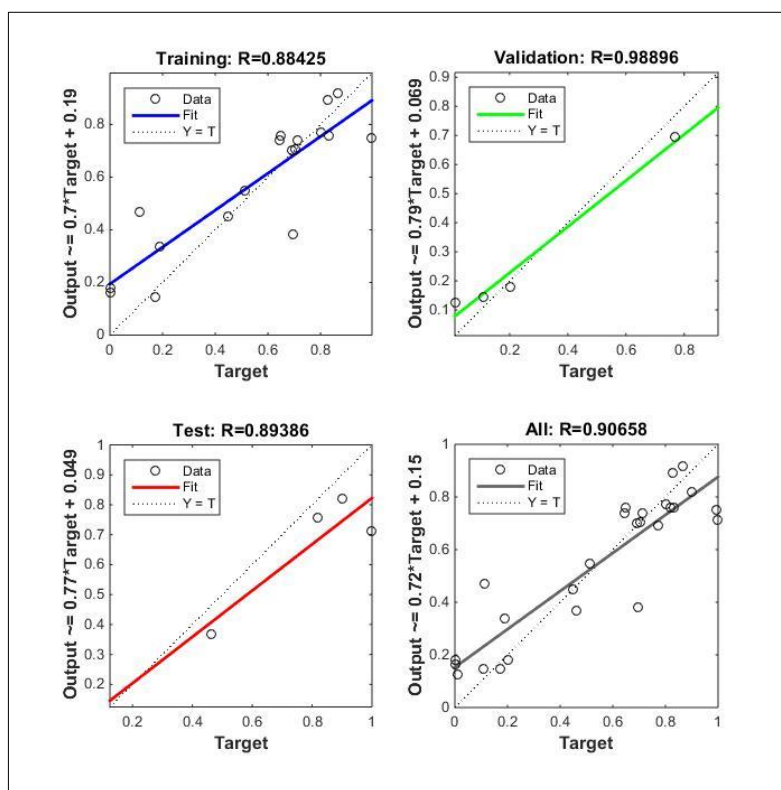 Training: R=0.88425
Output ~= 0.7*Target + 0.19
Data
Fit
Y = T
0.8
0.6
0.4
0.2
0
0
0.2
0.4
0.6
0.8
Target
Validation: R=0.98896
Output ~= 0.79*Target + 0.069
Data
Fit
Y = T
0.9
0.8
0.7
0.6
0.5
0.4
0.3
0.2
0.1
0.2
0.4
0.6
0.8
Target
Test: R=0.89386
Output ~= 0.77*Target + 0.049
Data
Fit
Y = T
1
0.9
0.8
0.7
0.6
0.5
0.4
0.3
0.2
0.2
0.4
0.6
0.8
1
Target
All: R=0.90658
Output ~= 0.72*Target + 0.15
Data
Fit
Y = T
1
0.8
0.6
0.4
0.2
0
0
0.2
0.4
0.6
0.8
1
Target